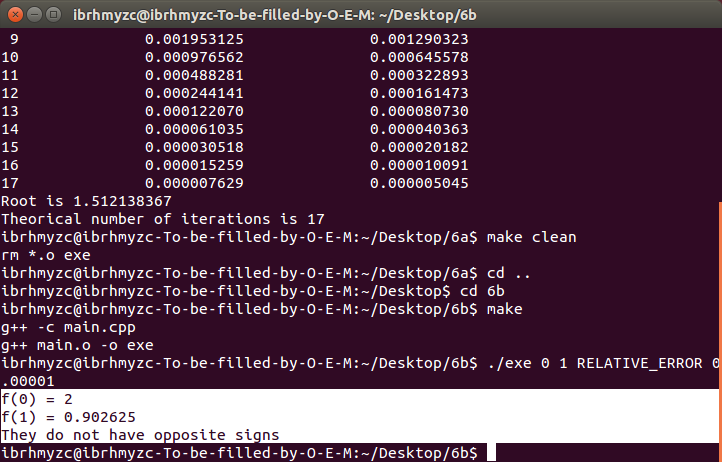 ibrhmyzc@ibrhmyzc-To-be-filled-by-O-E-M: ~/Desktop/6b
9 0.001953125 0.001290323
10 0.000976562 0.000645578
11 0.000488281 0.000322893
12 0.000244141 0.000161473
13 0.000122070 0.000080730
14 0.000061035 0.000040363
15 0.000030518 0.000020182
16 0.000015259 0.000010091
17 0.000007629 0.000005045
Root is 1.512138367
Theorical number of iterations is 17
ibrhmyzc@ibrhmyzc-To-be-filled-by-O-E-M:~/Desktop/6a$ make clean
rm *.o exe
ibrhmyzc@ibrhmyzc-To-be-filled-by-O-E-M:~/Desktop/6a$ cd ..
ibrhmyzc@ibrhmyzc-To-be-filled-by-O-E-M:~/Desktop$ cd 6b
ibrhmyzc@ibrhmyzc-To-be-filled-by-O-E-M:~/Desktop/6b$ make
g++ -c main.cpp
g++ main.o -o exe
ibrhmyzc@ibrhmyzc-To-be-filled-by-O-E-M:~/Desktop/6b$ ./exe 0 1 RELATIVE_ERROR 0
.00001
f(0) = 2
f(1) = 0.902625
They do not have opposite signs
ibrhmyzc@ibrhmyzc-To-be-filled-by-O-E-M:~/Desktop/6b$